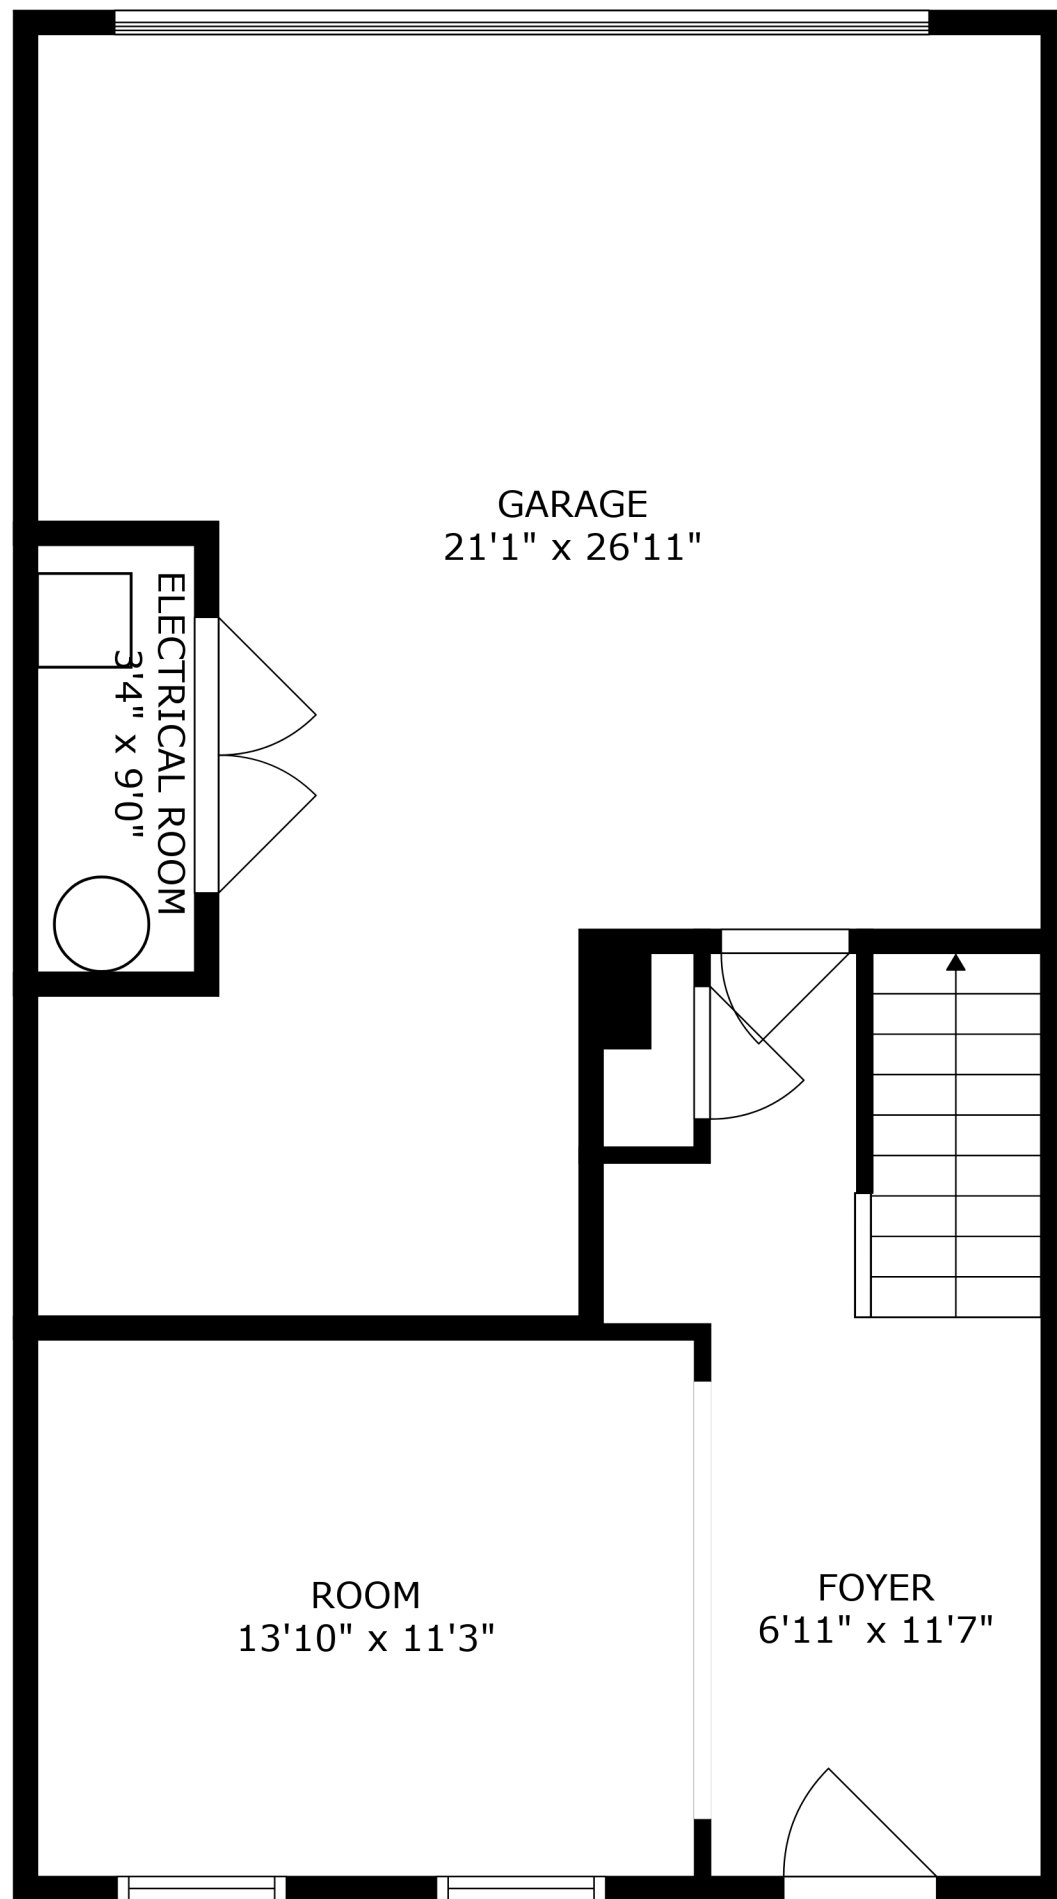 GARAGE
21'1" x 26'11"
ELECTRICAL ROOM
3'4" x 9'0"
ROOM
13'10" x 11'3"
FOYER
6'11" x 11'7"